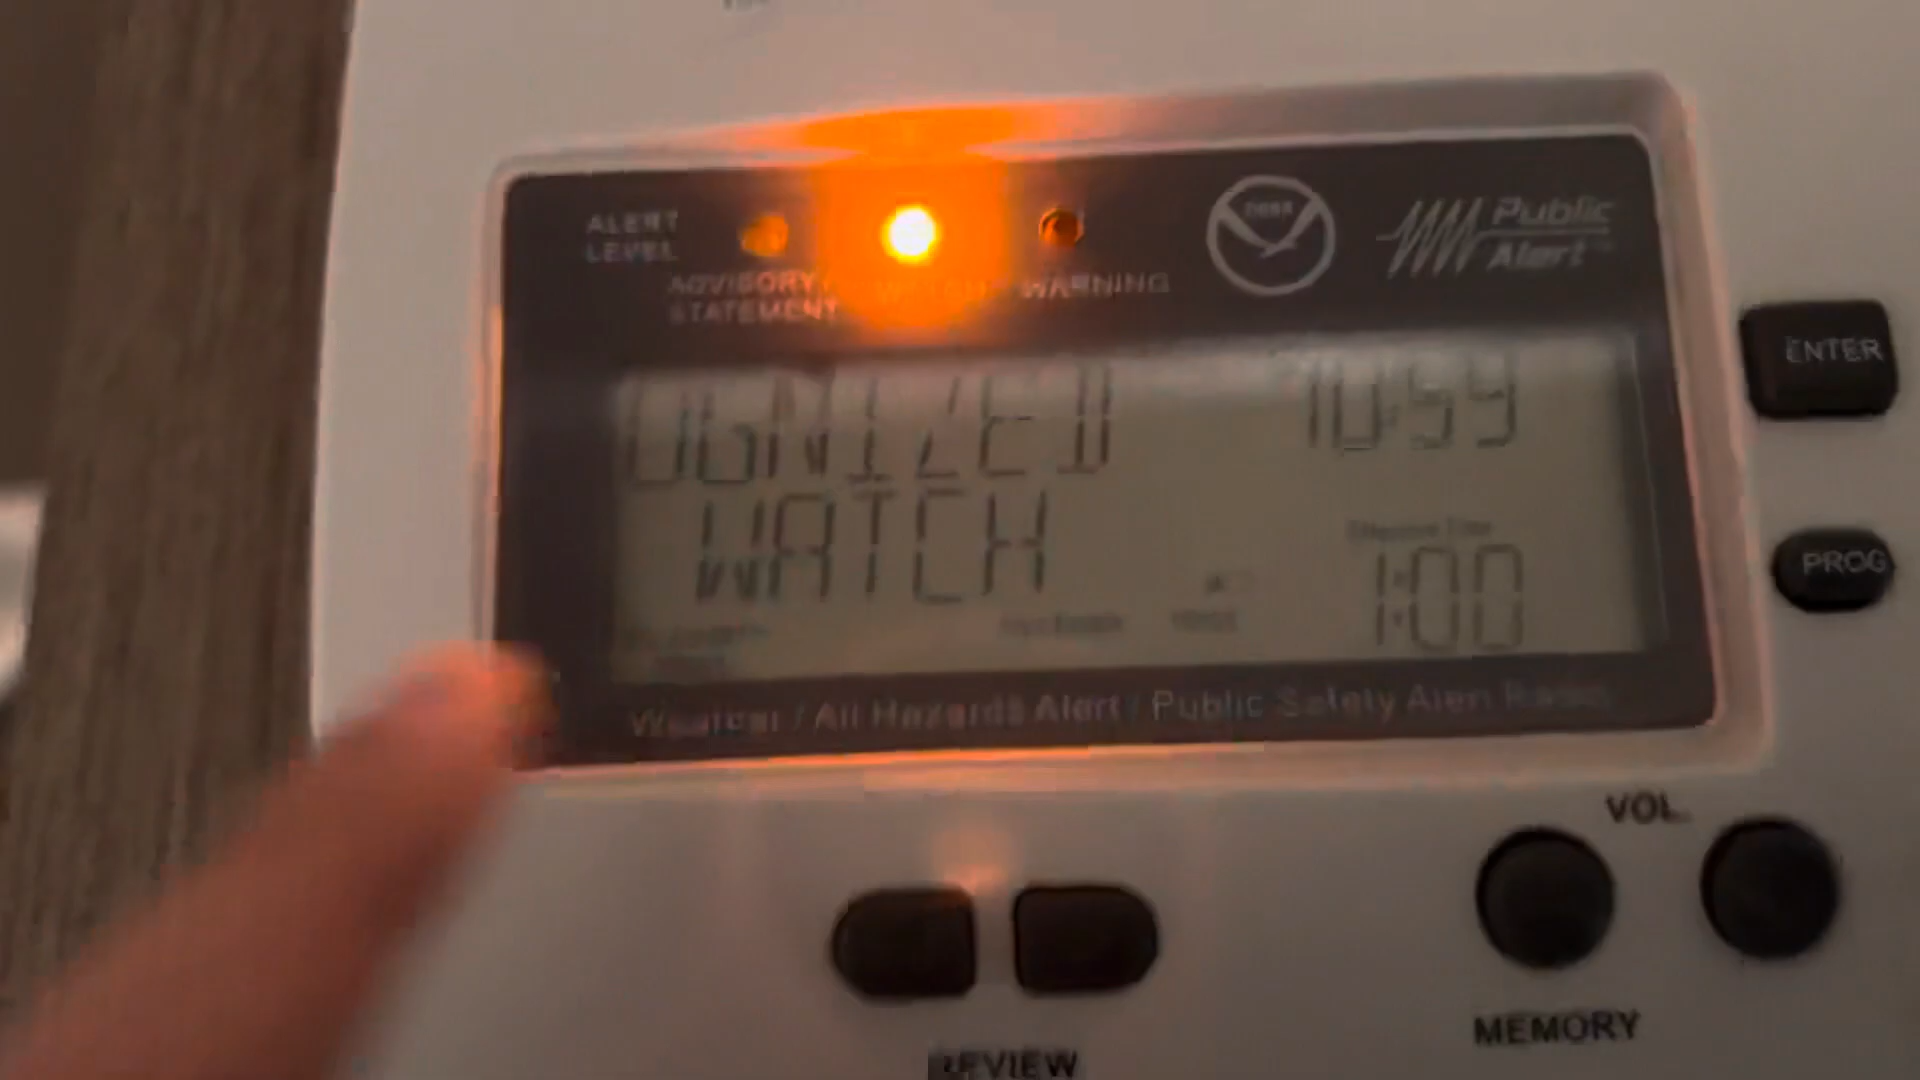 ALERT
LEVEL
ADVISORY/
STATEMENT
WARNING
Public
Alert
OGNIZED
10:59
WATCH
1:00
Weather / All Hazards Alert / Public Safety Alert Radio
ENTER
PROG
VOL.
MEMORY
REVIEW